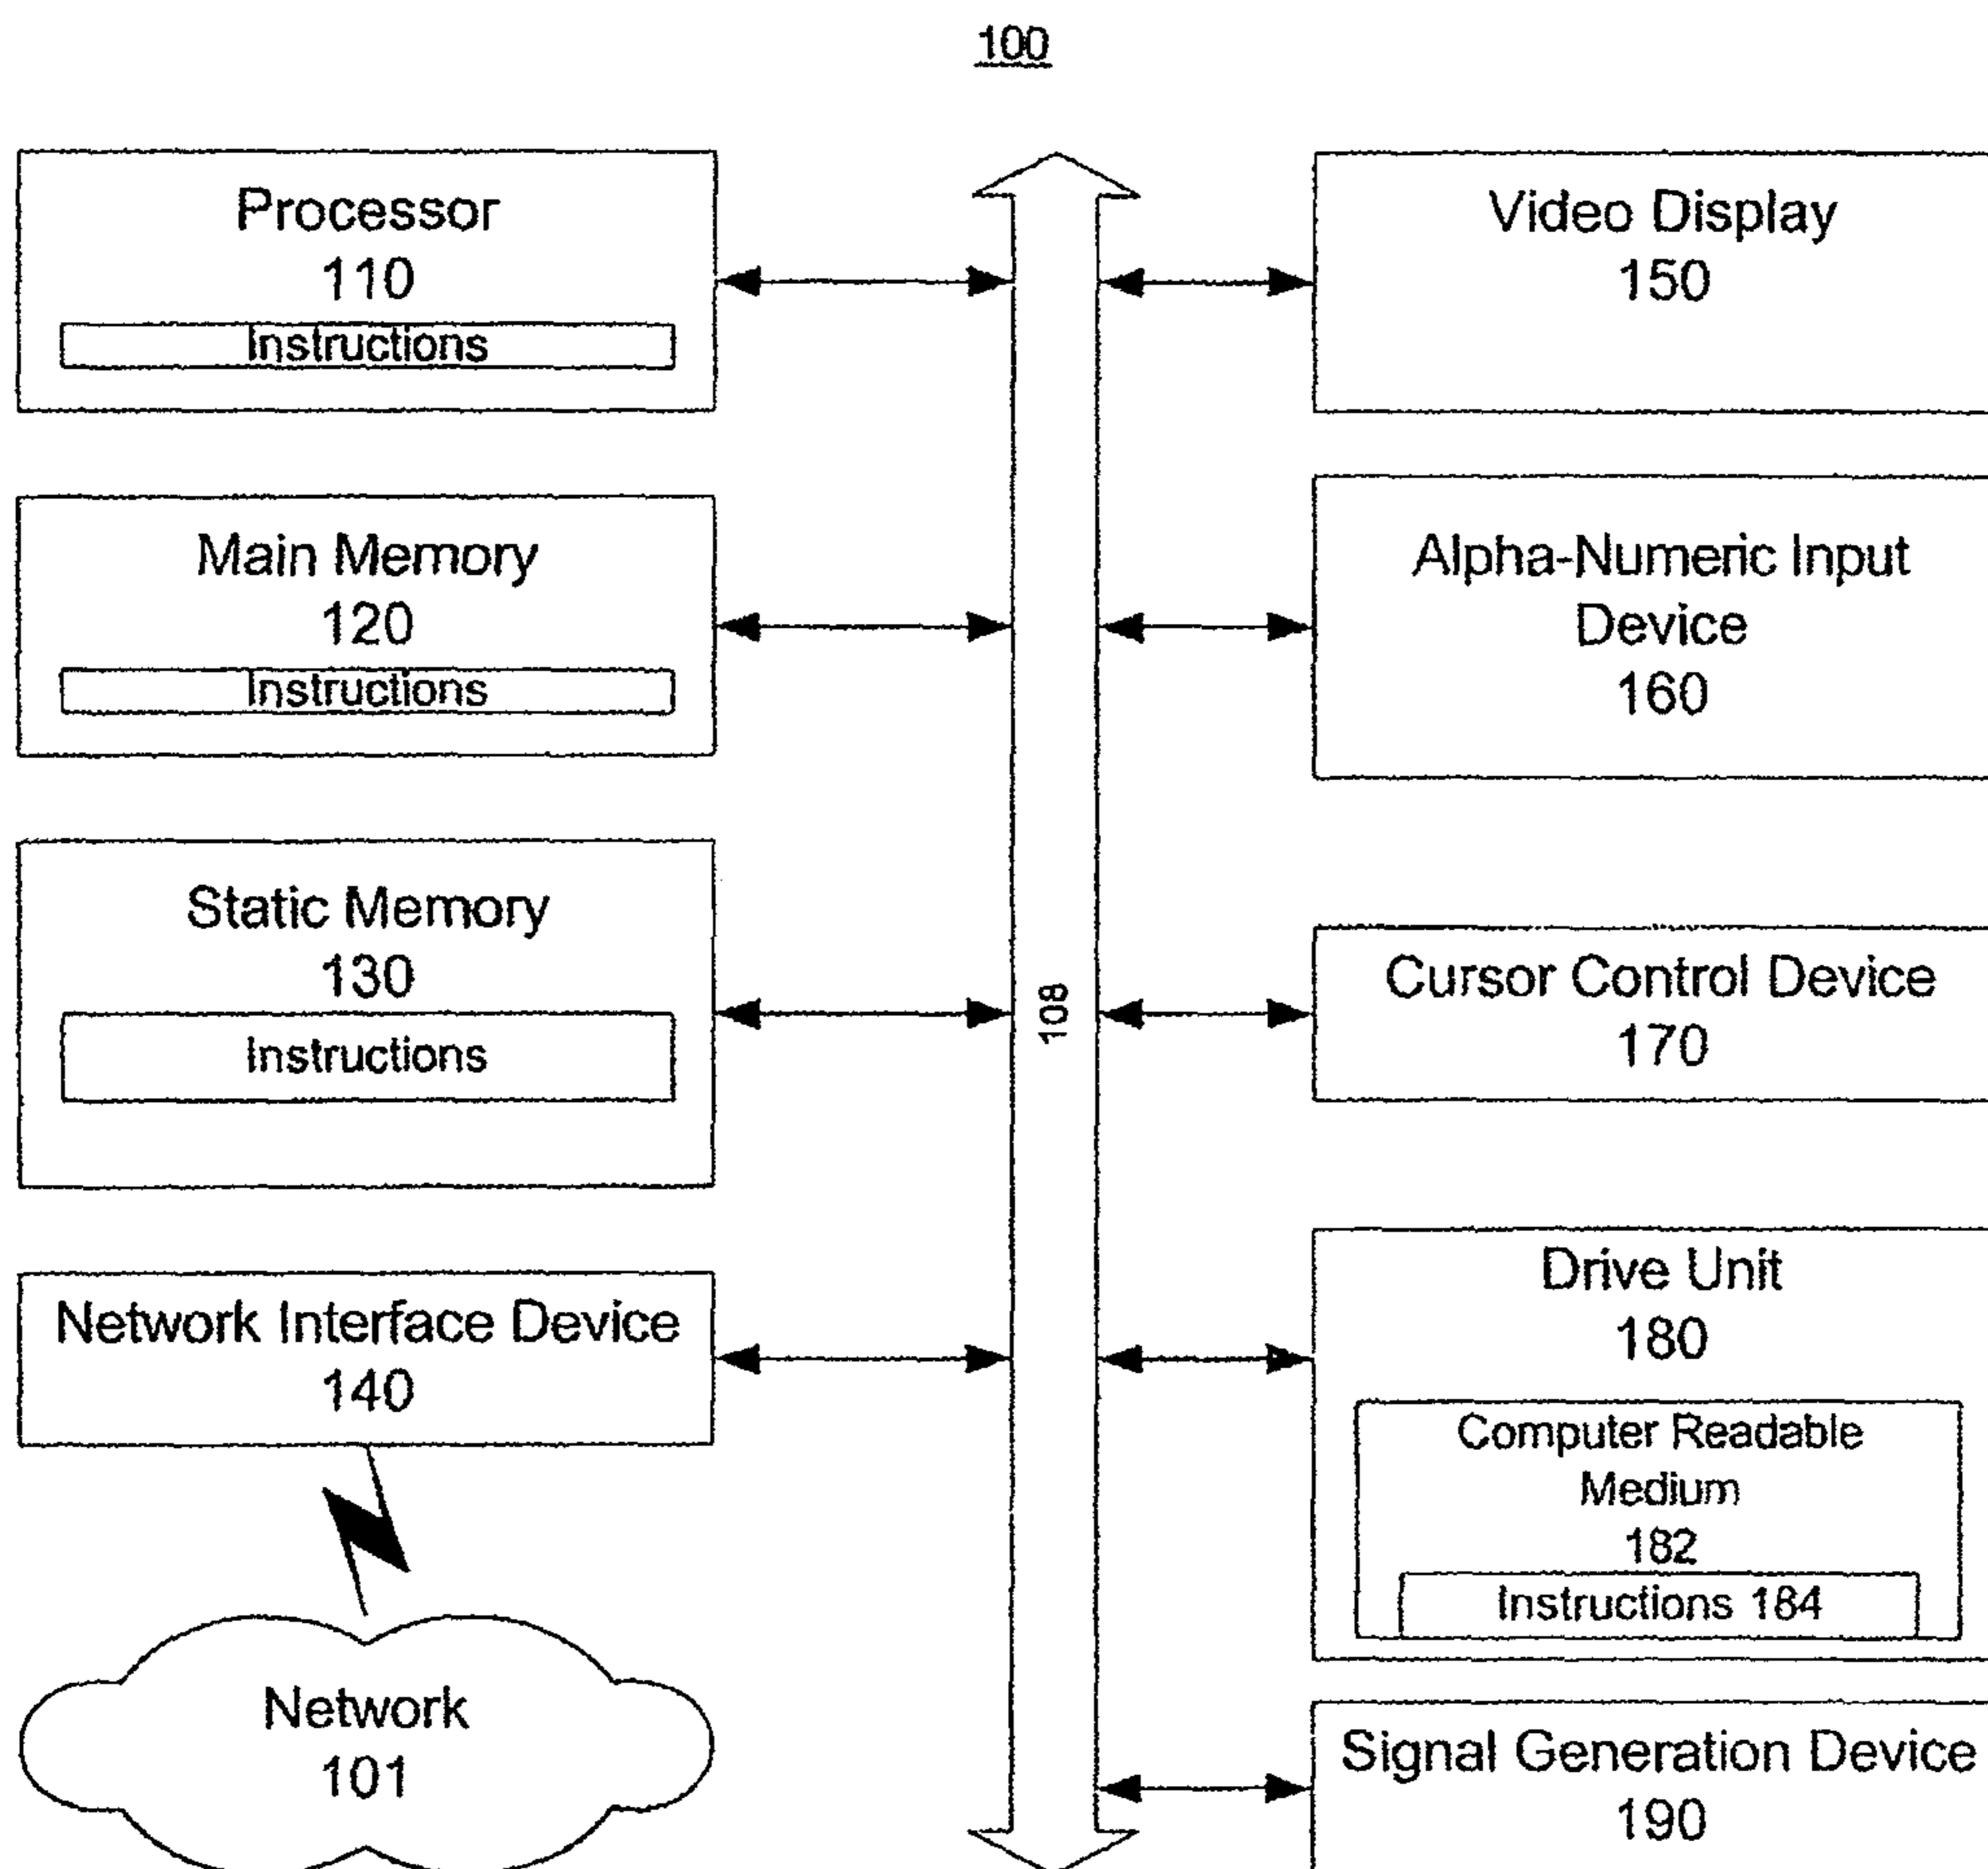 100
Processor
110
Instructions
Main Memory
120
Instructions
Static Memory
130
Instructions
Network Interface Device
140
Network
101
108
Video Display
150
Alpha-Numeric Input
Device
160
Cursor Control Device
170
Drive Unit
180
Computer Readable
Medium
182
Instructions 184
Signal Generation Device
190